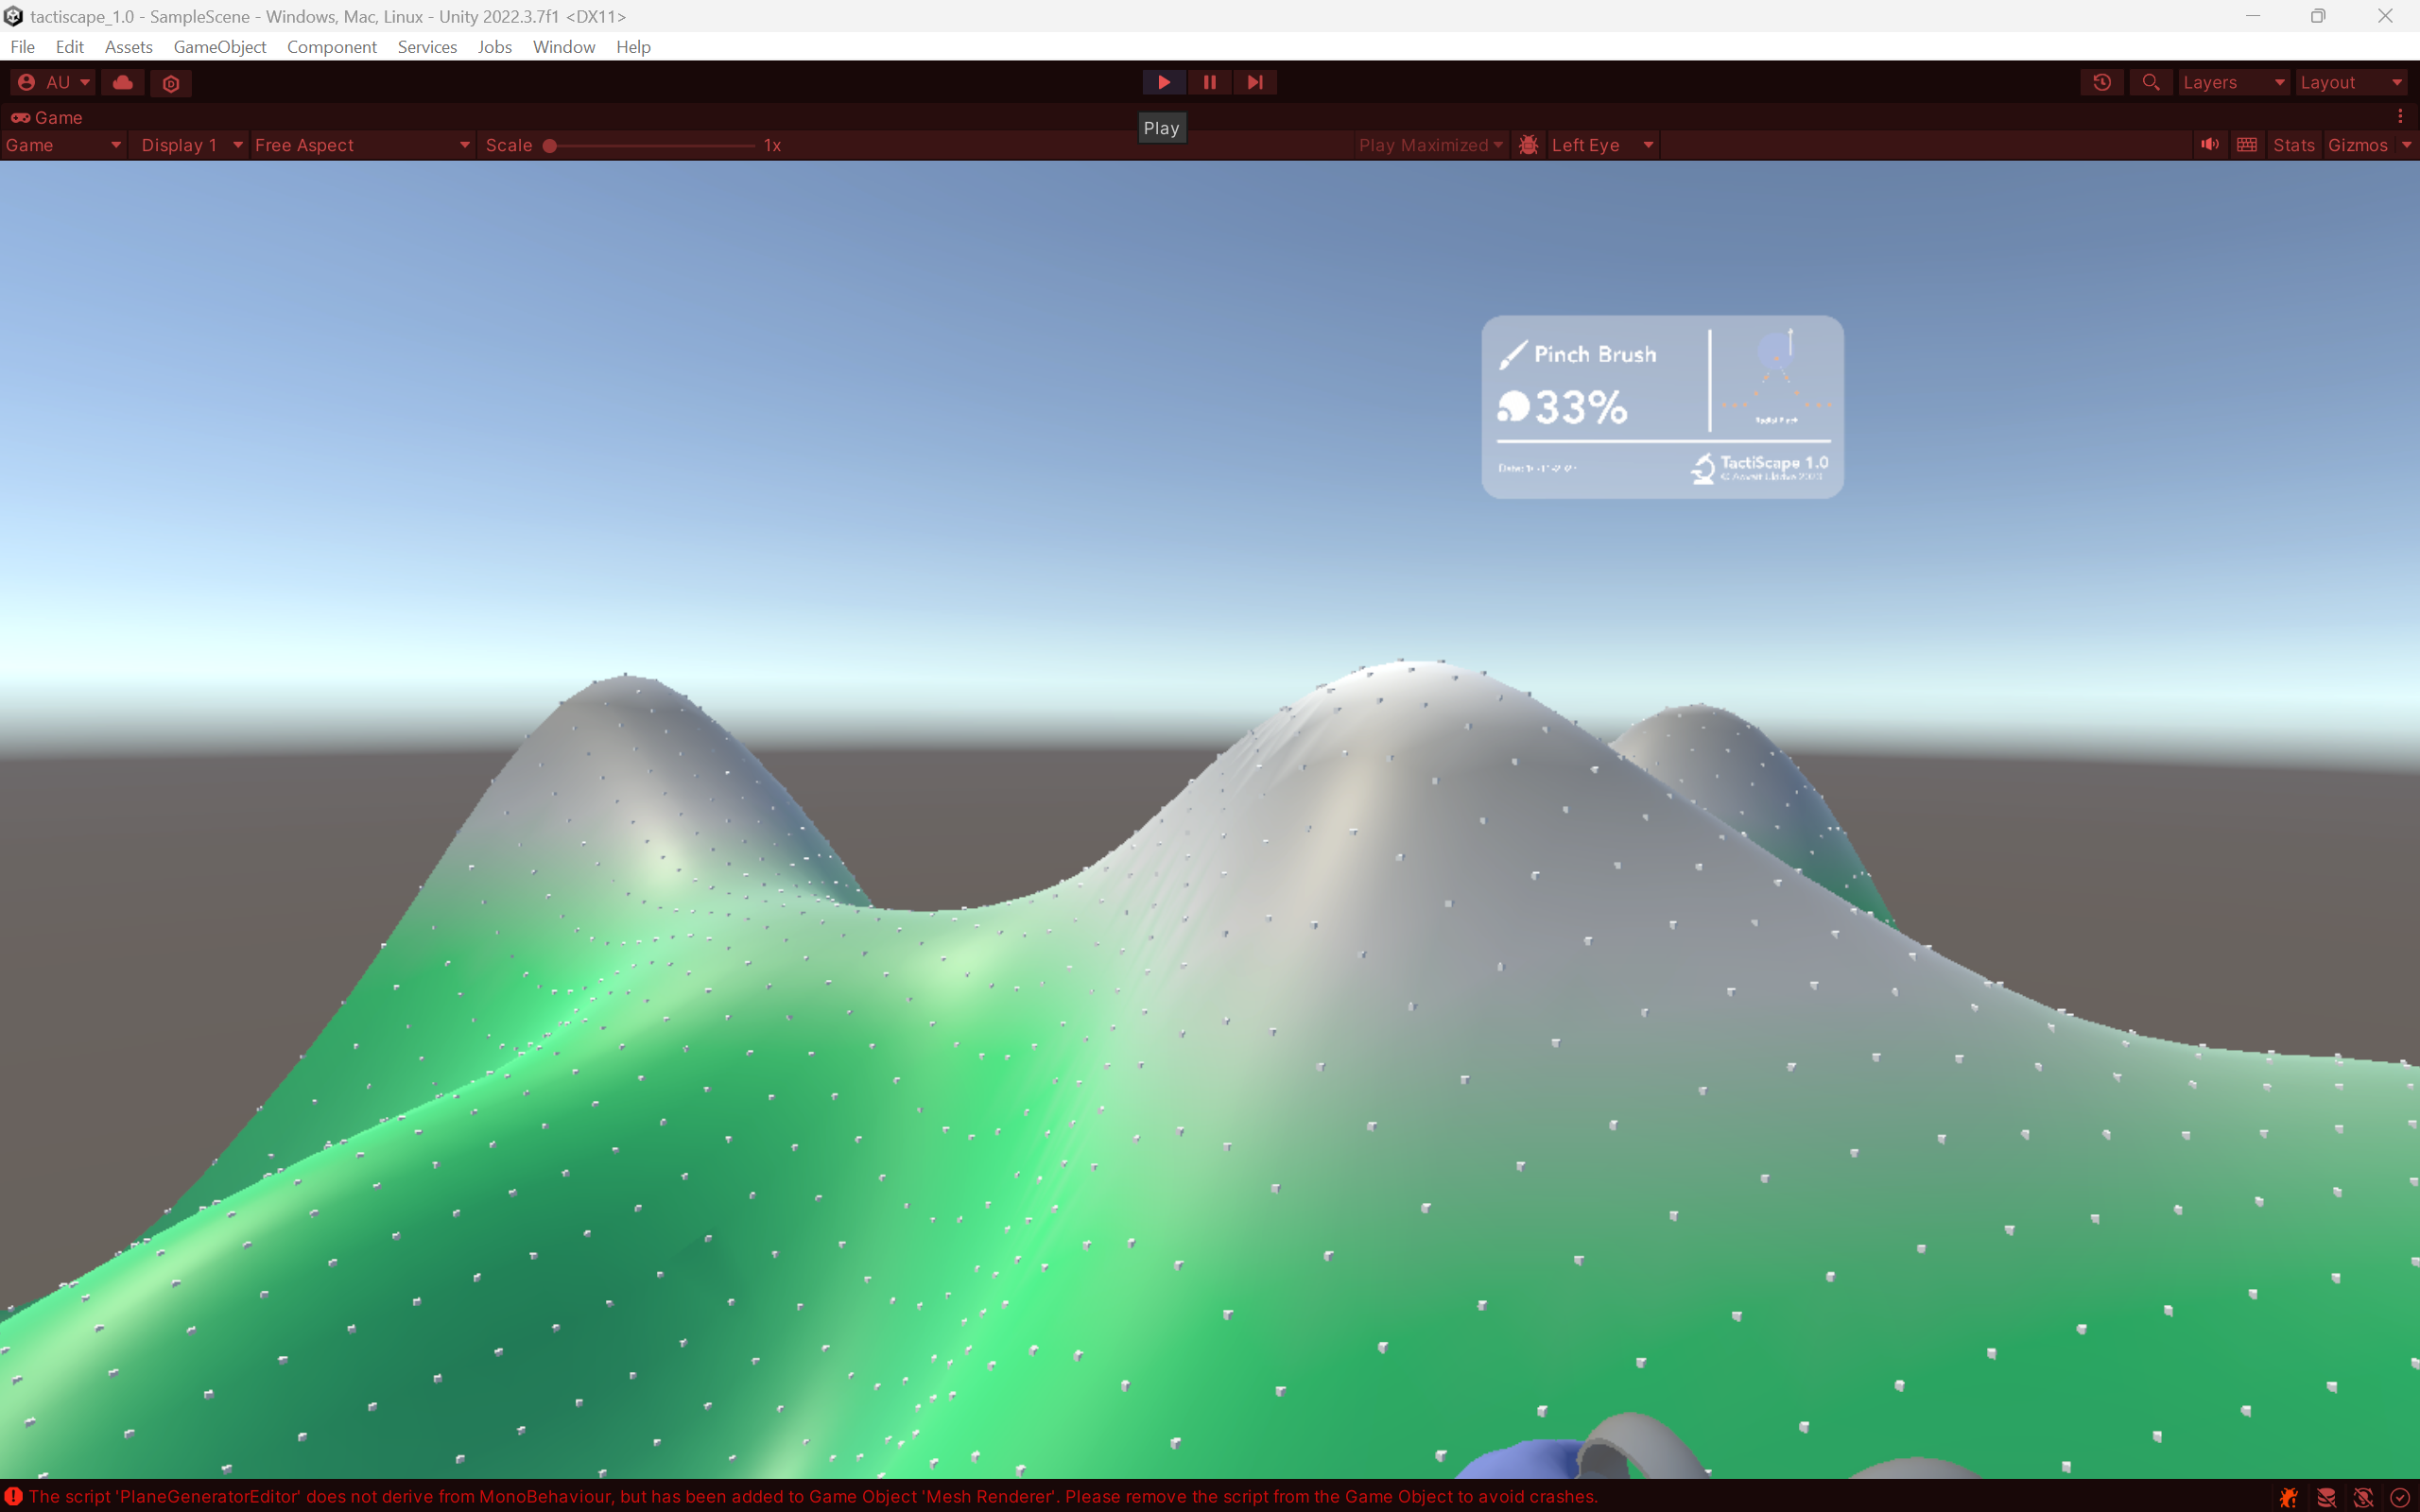 tactiscape_1.0 - SampleScene - Windows, Mac, Linux - Unity 2022.3.7f1 <DX11>
File Edit Assets GameObject Component Services Jobs Window Help
AU Layers Layout
Game
Play
Game Display 1 Free Aspect Scale 1x Play Maximized Left Eye Stats Gizmos
Pinch Brush
33%
TactiScape 1.0
The script 'PlaneGeneratorEditor' does not derive from MonoBehaviour, but has been added to Game Object 'Mesh Renderer'. Please remove the script from the Game Object to avoid crashes.